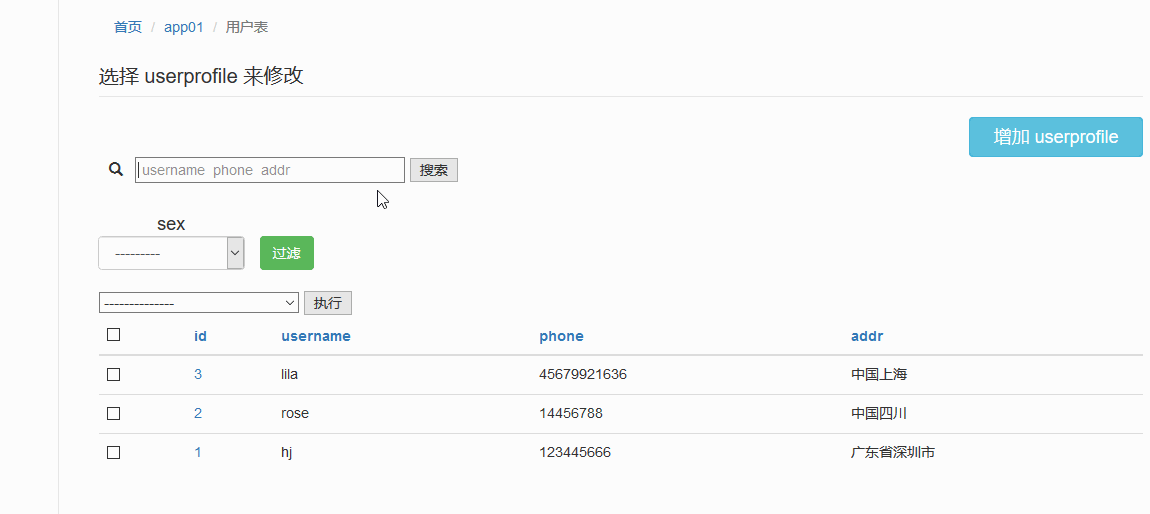 首页 / app01 / 用户表
选择 userprofile 来修改
增加 userprofile
username phone addr 搜索
sex
--------- 过滤
-------------- 执行
id username phone addr
3 lila 45679921636 中国上海
2 rose 14456788 中国四川
1 hj 123445666 广东省深圳市